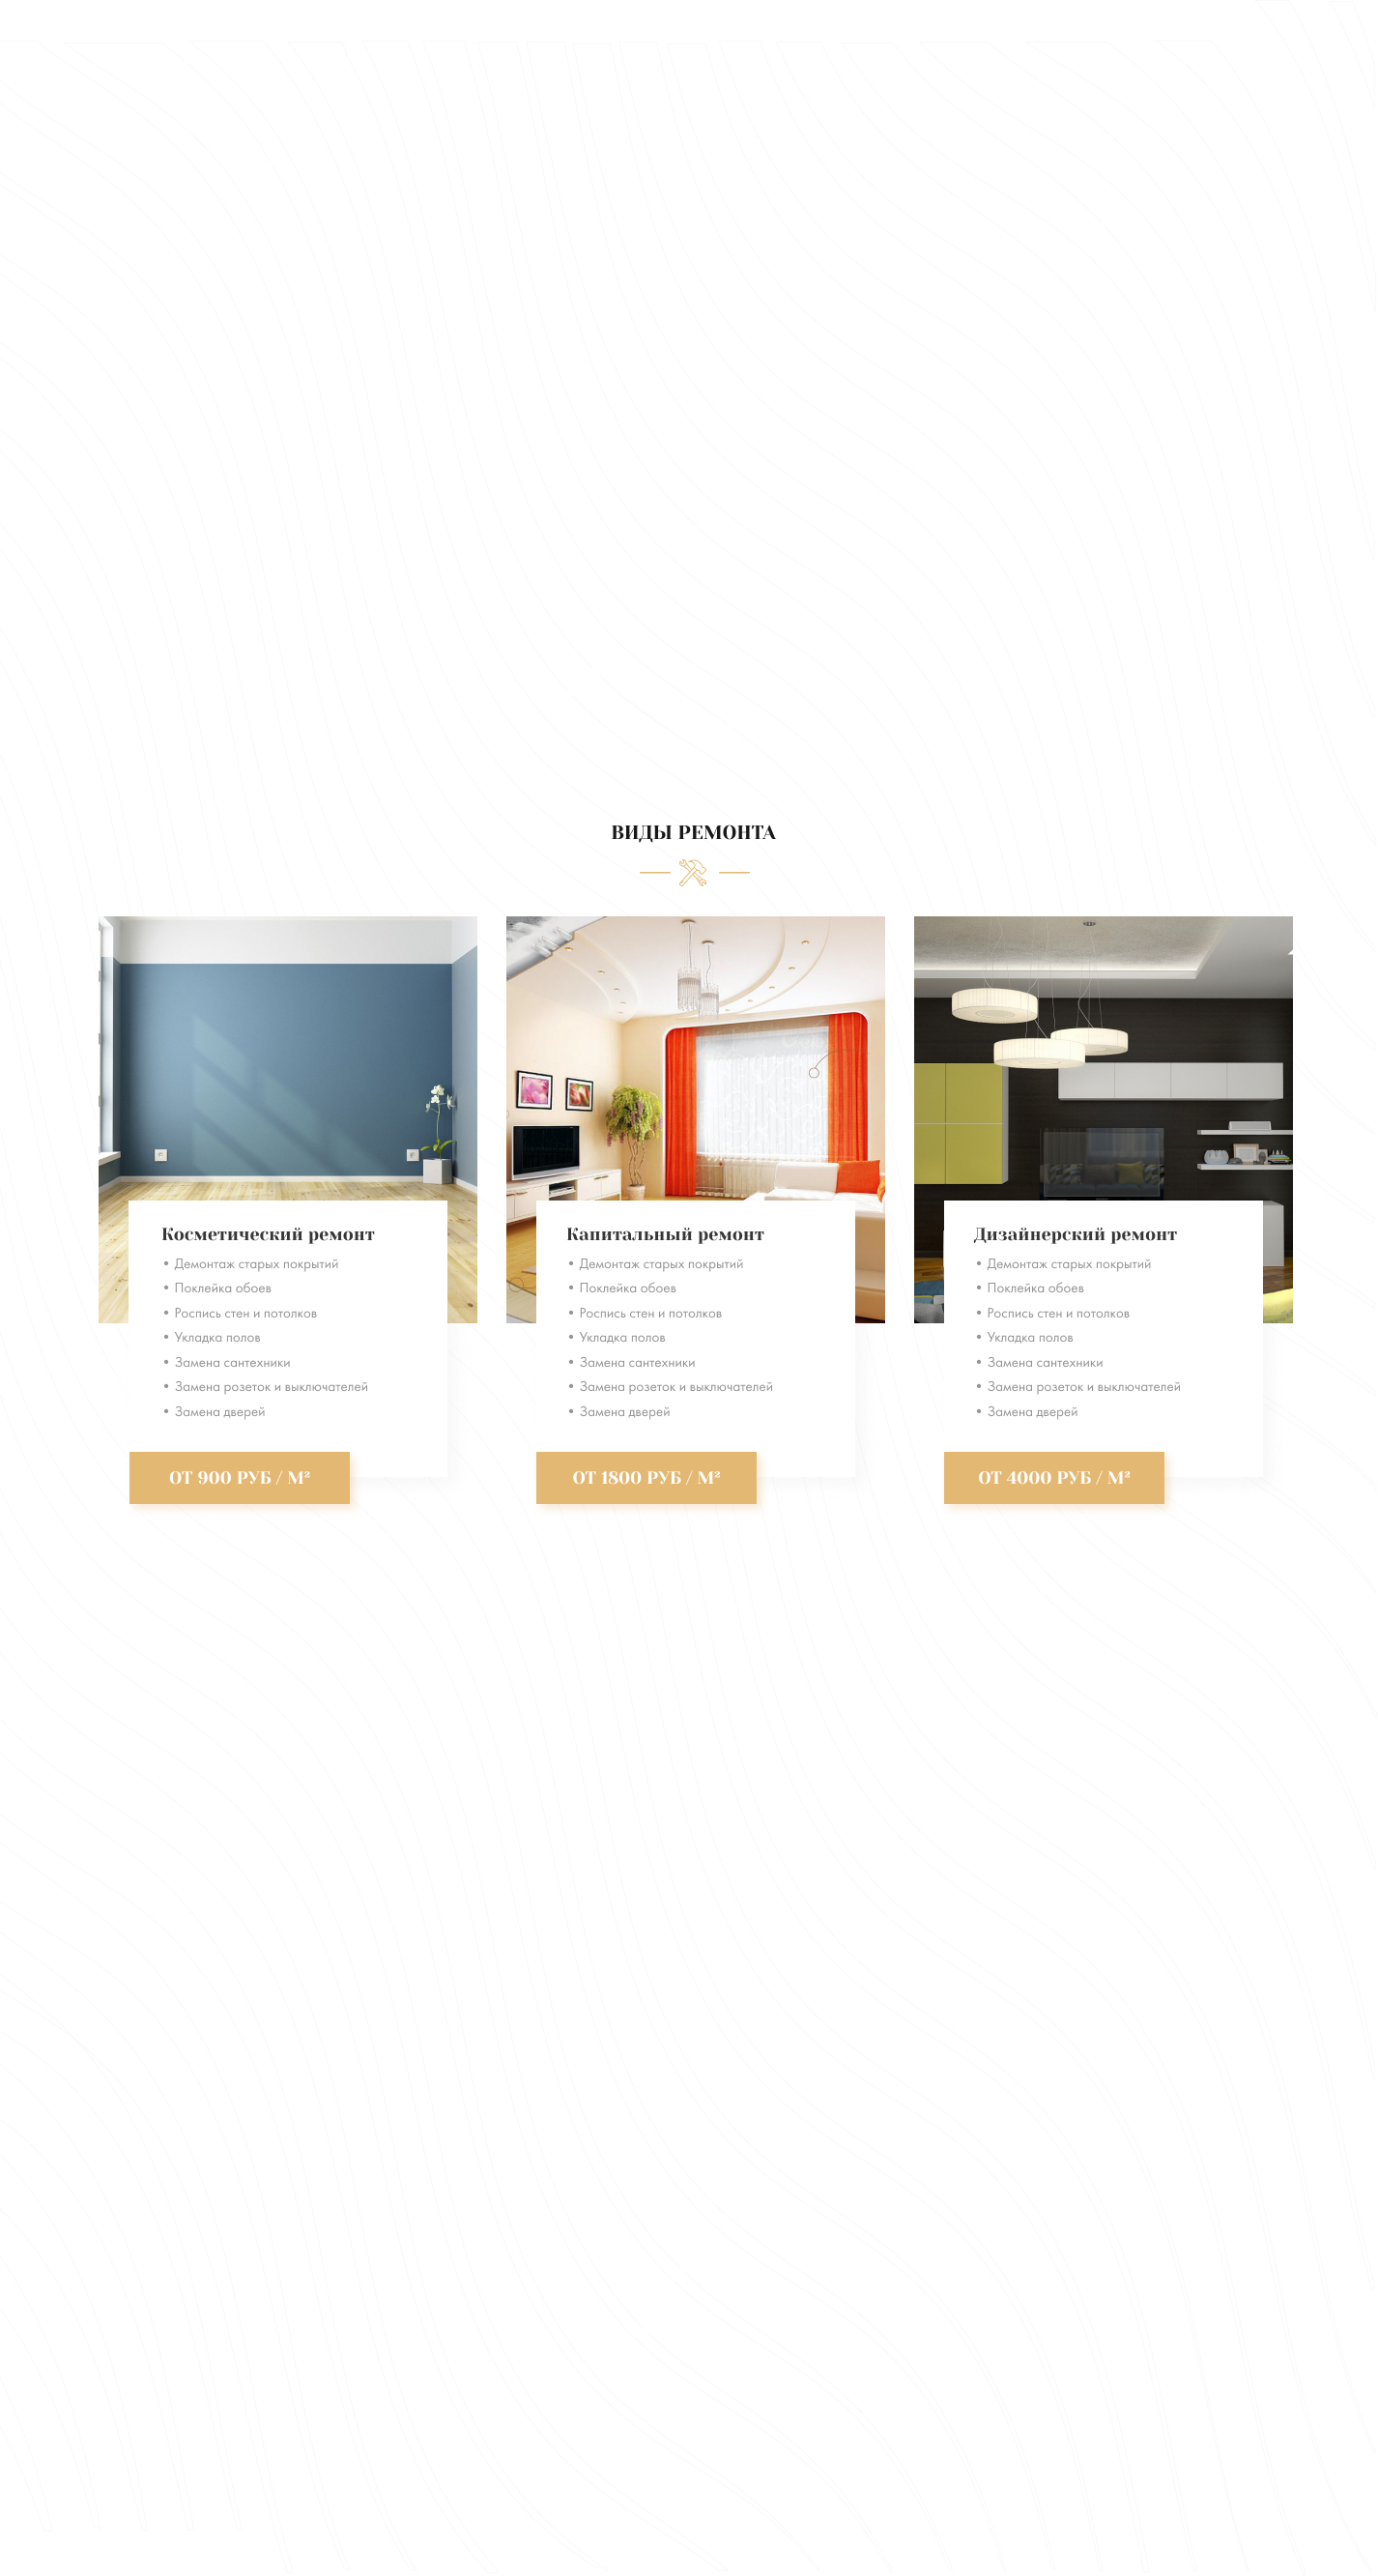 ВИДЫ РЕМОНТА
Косметический ремонт
• Демонтаж старых покрытий
• Поклейка обоев
• Роспись стен и потолков
• Укладка полов
• Замена сантехники
• Замена розеток и выключателей
• Замена дверей
ОТ 900 РУБ / М²
Капитальный ремонт
• Демонтаж старых покрытий
• Поклейка обоев
• Роспись стен и потолков
• Укладка полов
• Замена сантехники
• Замена розеток и выключателей
• Замена дверей
ОТ 1800 РУБ / М²
Дизайнерский ремонт
• Демонтаж старых покрытий
• Поклейка обоев
• Роспись стен и потолков
• Укладка полов
• Замена сантехники
• Замена розеток и выключателей
• Замена дверей
ОТ 4000 РУБ / М²